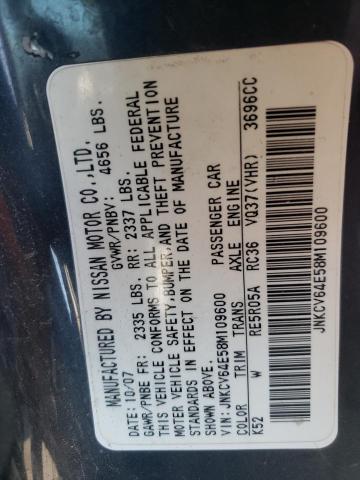 MANUFACTURED BY NISSAN MOTOR CO.,LTD.
DATE: 10/07 GVWR/PNBV: 4656 LBS.
GAWR/PNBE FR: 2335 LBS. RR: 2337 LBS.
THIS VEHICLE CONFORMS TO ALL APPLICABLE FEDERAL
MOTOR VEHICLE SAFETY,BUMPER,AND THEFT PREVENTION
STANDARDS IN EFFECT ON THE DATE OF MANUFACTURE
SHOWN ABOVE.
VIN: JNKCV64E58M109600 PASSENGER CAR
COLOR TRIM TRANS AXLE ENGINE
K52 W RE5R05A RC36 VQ37(VHR) 3696CC
JNKCV64E58M109600